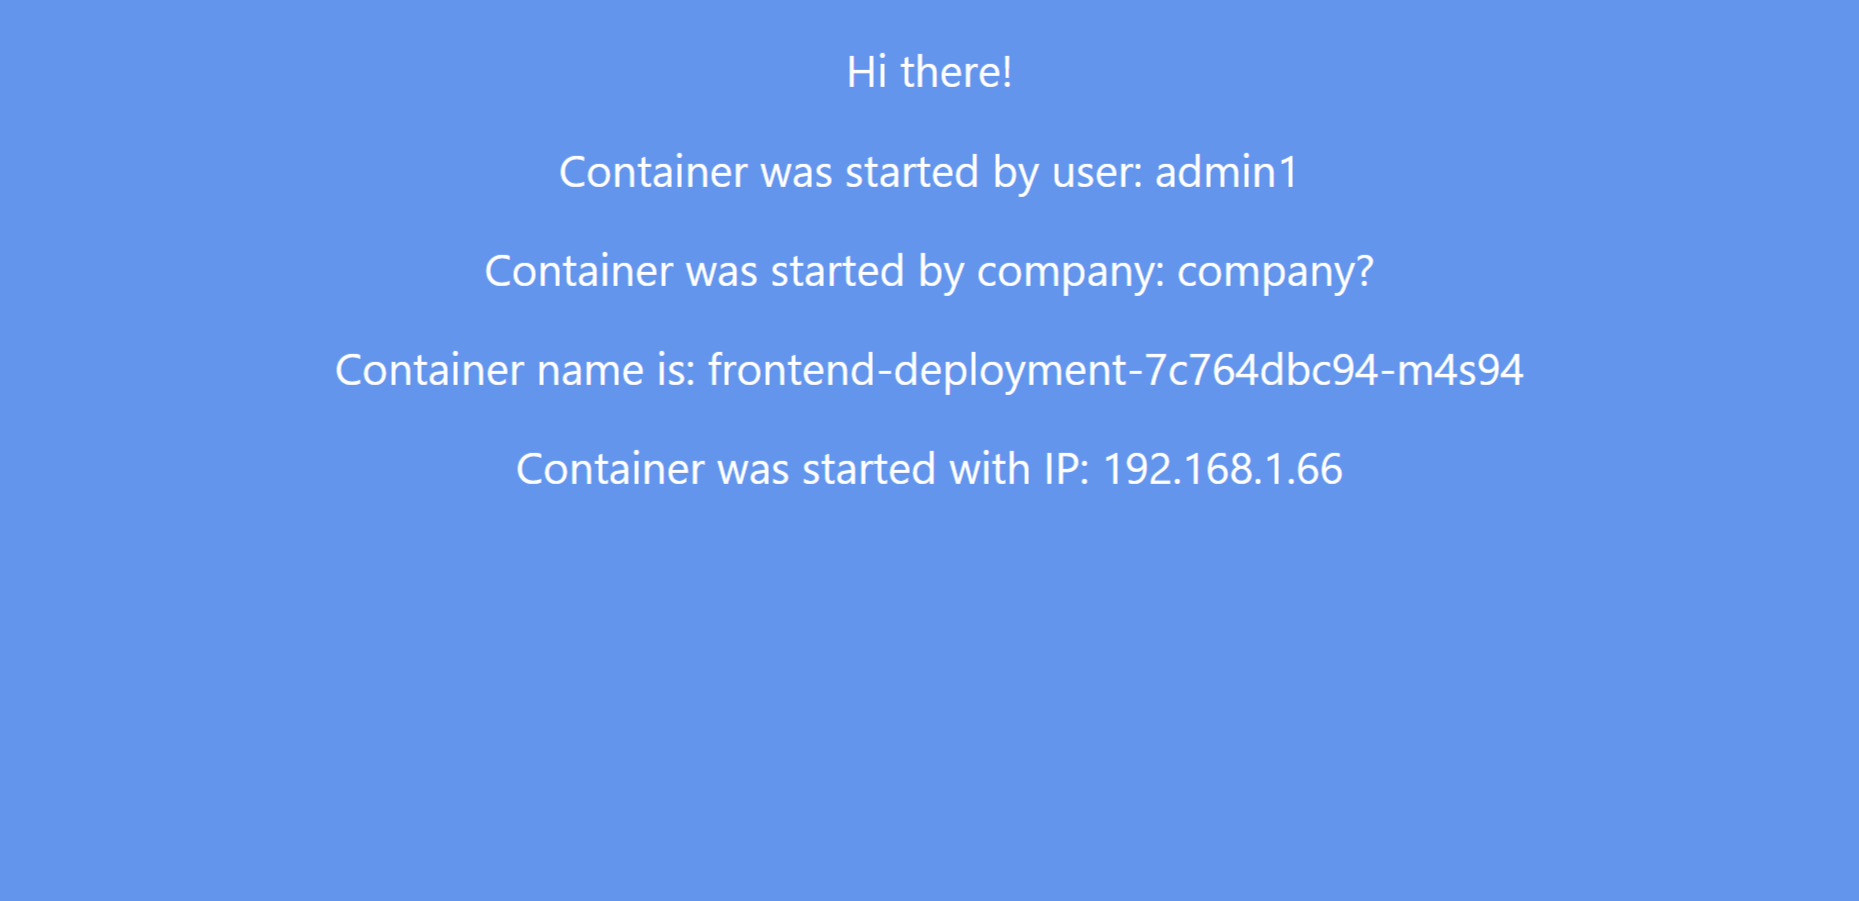 Hi there!
Container was started by user: admin1
Container was started by company: company?
Container name is: frontend-deployment-7c764dbc94-m4s94
Container was started with IP: 192.168.1.66